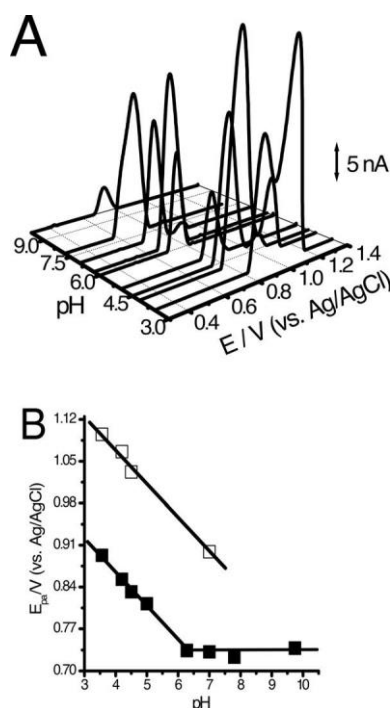 A
5 nA
9.0
7.5
6.0
4.5
3.0
pH
0.4
0.6
0.8
1.0
1.2
1.4
E / V (vs. Ag/AgCl)
B
1.12
1.05
0.98
0.91
0.84
0.77
0.70
E_pa/V (vs. Ag/AgCl)
3 4 5 6 7 8 9 10
pH